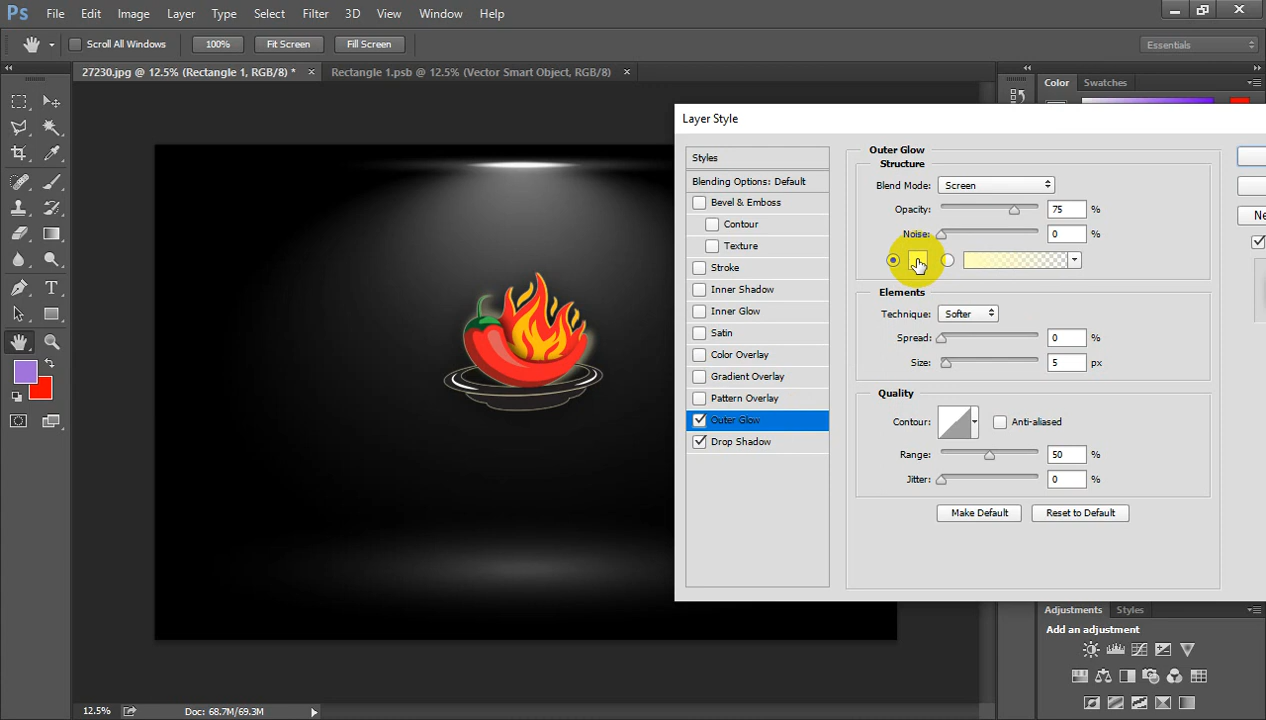 Ps File Edit Image Layer Type Select Filter 3D View Window Help
Scroll All Windows 100% Fit Screen Fill Screen Essentials
27230.jpg @ 12.5% (Rectangle 1, RGB/8) * × Rectangle 1.psb @ 12.5% (Vector Smart Object, RGB/8) ×
Color Swatches
Layer Style
Styles
Blending Options: Default
Bevel & Emboss
Contour
Texture
Stroke
Inner Shadow
Inner Glow
Satin
Color Overlay
Gradient Overlay
Pattern Overlay
Outer Glow
Drop Shadow
Outer Glow
Structure
Blend Mode: Screen
Opacity: 75 %
Noise: 0 %
Elements
Technique: Softer
Spread: 0 %
Size: 5 px
Quality
Contour: Anti-aliased
Range: 50 %
Jitter: 0 %
Make Default Reset to Default
Ne
Adjustments Styles
Add an adjustment
12.5% Doc: 68.7M/69.3M